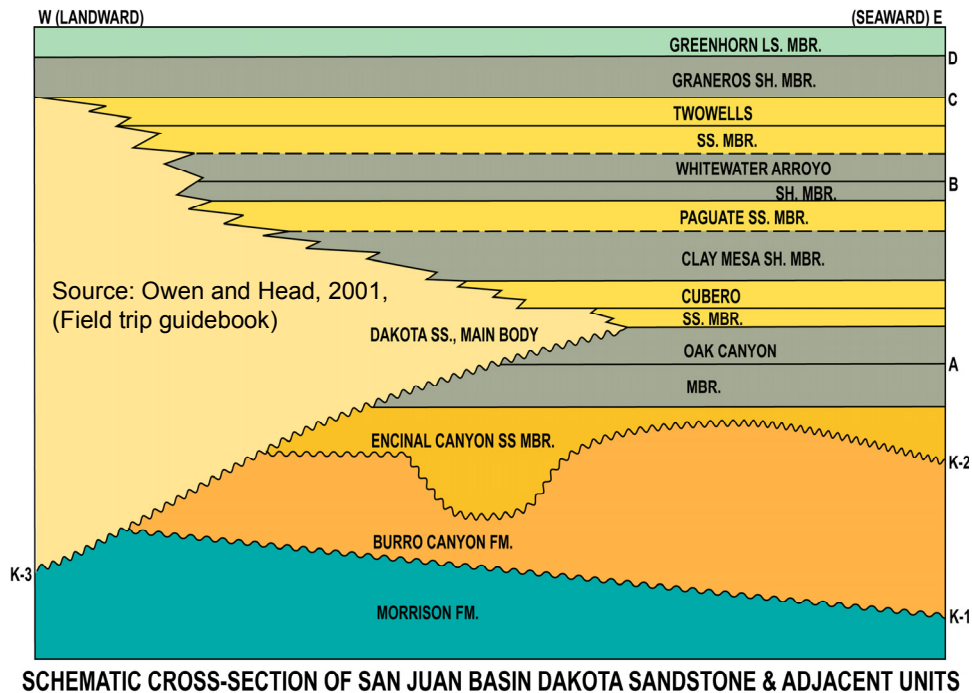 W (LANDWARD)
(SEAWARD) E
GREENHORN LS. MBR.
D
GRANEROS SH. MBR.
C
TWOWELLS
SS. MBR.
WHITEWATER ARROYO
B
SH. MBR.
PAGUATE SS. MBR.
CLAY MESA SH. MBR.
Source: Owen and Head, 2001,
(Field trip guidebook)
CUBERO
SS. MBR.
DAKOTA SS., MAIN BODY
OAK CANYON
A
MBR.
ENCINAL CANYON SS MBR.
K-2
BURRO CANYON FM.
K-3
MORRISON FM.
K-1
SCHEMATIC CROSS-SECTION OF SAN JUAN BASIN DAKOTA SANDSTONE & ADJACENT UNITS